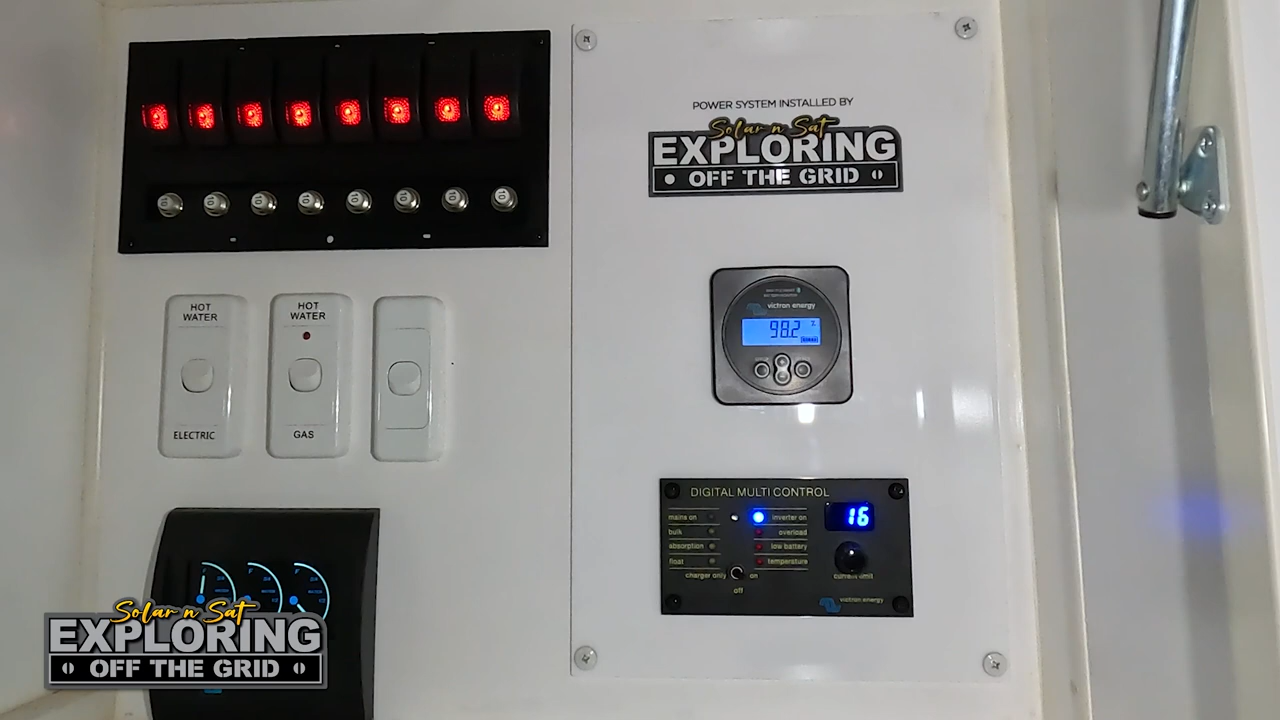 POWER SYSTEM INSTALLED BY
Solar n Sat
EXPLORING
OFF THE GRID
HOT
WATER
ELECTRIC
HOT
WATER
GAS
victron energy
98.2 %
DIGITAL MULTI CONTROL
mains on
bulk
absorption
float
inverter on
overload
low battery
temperature
charger only
on
off
16
current limit
victron energy
Solar n Sat
EXPLORING
OFF THE GRID